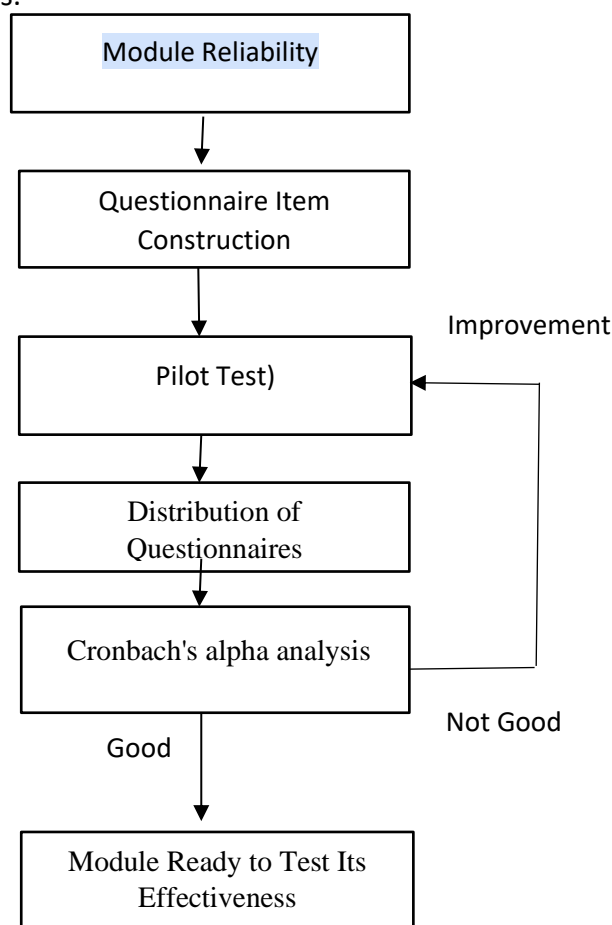 s.
Module Reliability
Questionnaire Item
Construction
Improvement
Pilot Test)
Distribution of
Questionnaires
Cronbach's alpha analysis
Not Good
Good
Module Ready to Test Its
Effectiveness